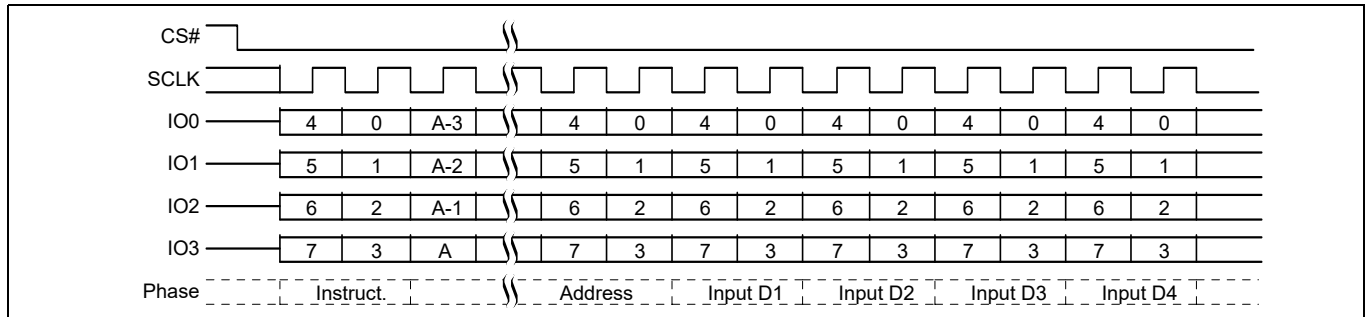 CS#
SCLK
IO0 4 0 A-3 4 0 4 0 4 0 4 0 4 0
IO1 5 1 A-2 5 1 5 1 5 1 5 1 5 1
IO2 6 2 A-1 6 2 6 2 6 2 6 2 6 2
IO3 7 3 A 7 3 7 3 7 3 7 3 7 3
Phase Instruct. Address Input D1 Input D2 Input D3 Input D4